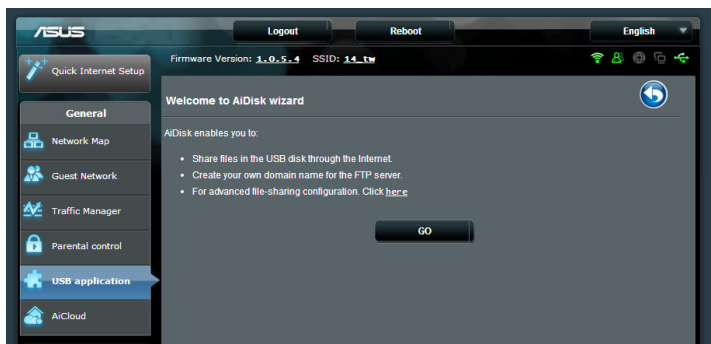 ASUS
Logout
Reboot
English
Quick Internet Setup
Firmware Version: 1.0.5.4 SSID: 14_tw
General
Network Map
Guest Network
Traffic Manager
Parental control
USB application
AiCloud
Welcome to AiDisk wizard
AiDisk enables you to:
• Share files in the USB disk through the Internet.
• Create your own domain name for the FTP server.
• For advanced file-sharing configuration. Click here
GO